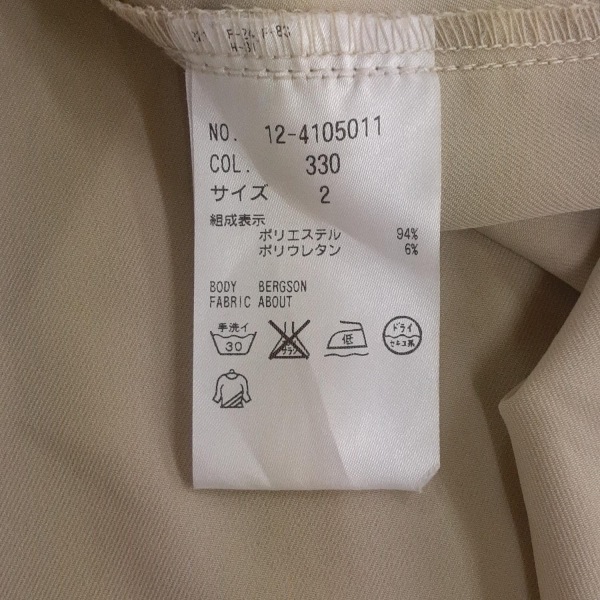 NO. 12-4105011
COL. 330
サイズ 2
組成表示
ポリエステル 94%
ポリウレタン 6%
BODY BERGSON
FABRIC ABOUT
手洗イ
30
低
ドライ
セキユ系